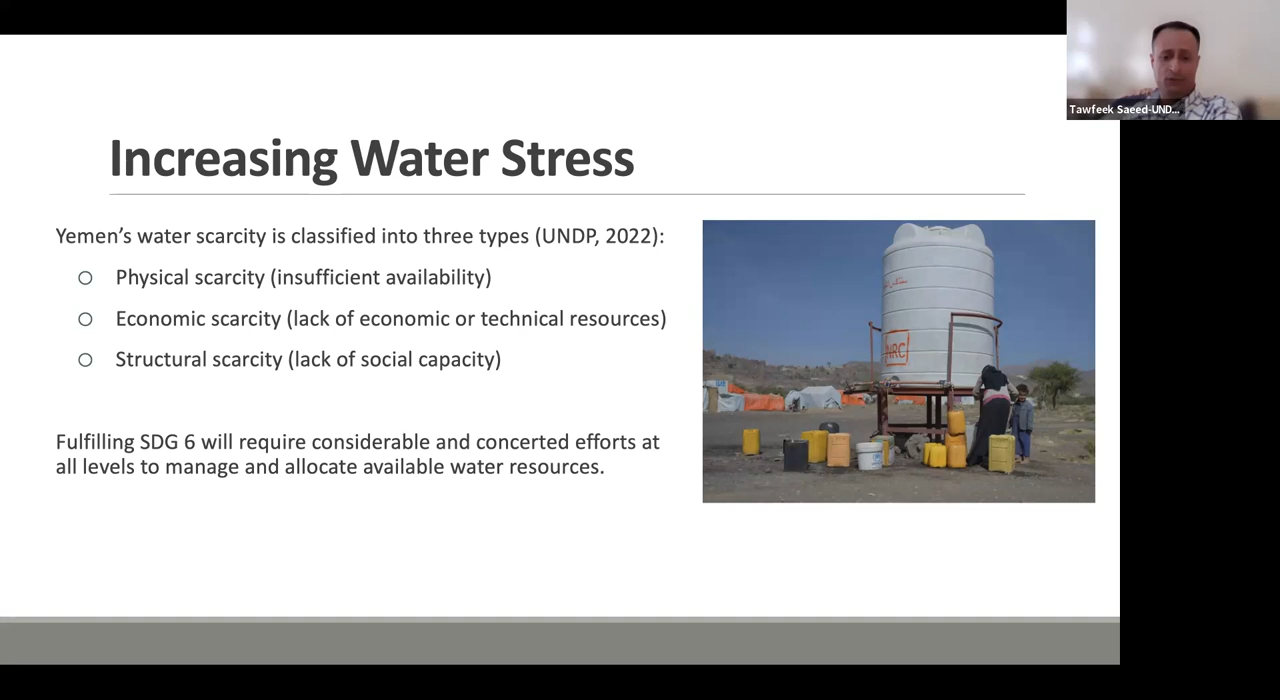 Tawfeek Saeed-UND...
Increasing Water Stress
Yemen’s water scarcity is classified into three types (UNDP, 2022):
Physical scarcity (insufficient availability)
Economic scarcity (lack of economic or technical resources)
Structural scarcity (lack of social capacity)
Fulfilling SDG 6 will require considerable and concerted efforts at
all levels to manage and allocate available water resources.
NRC